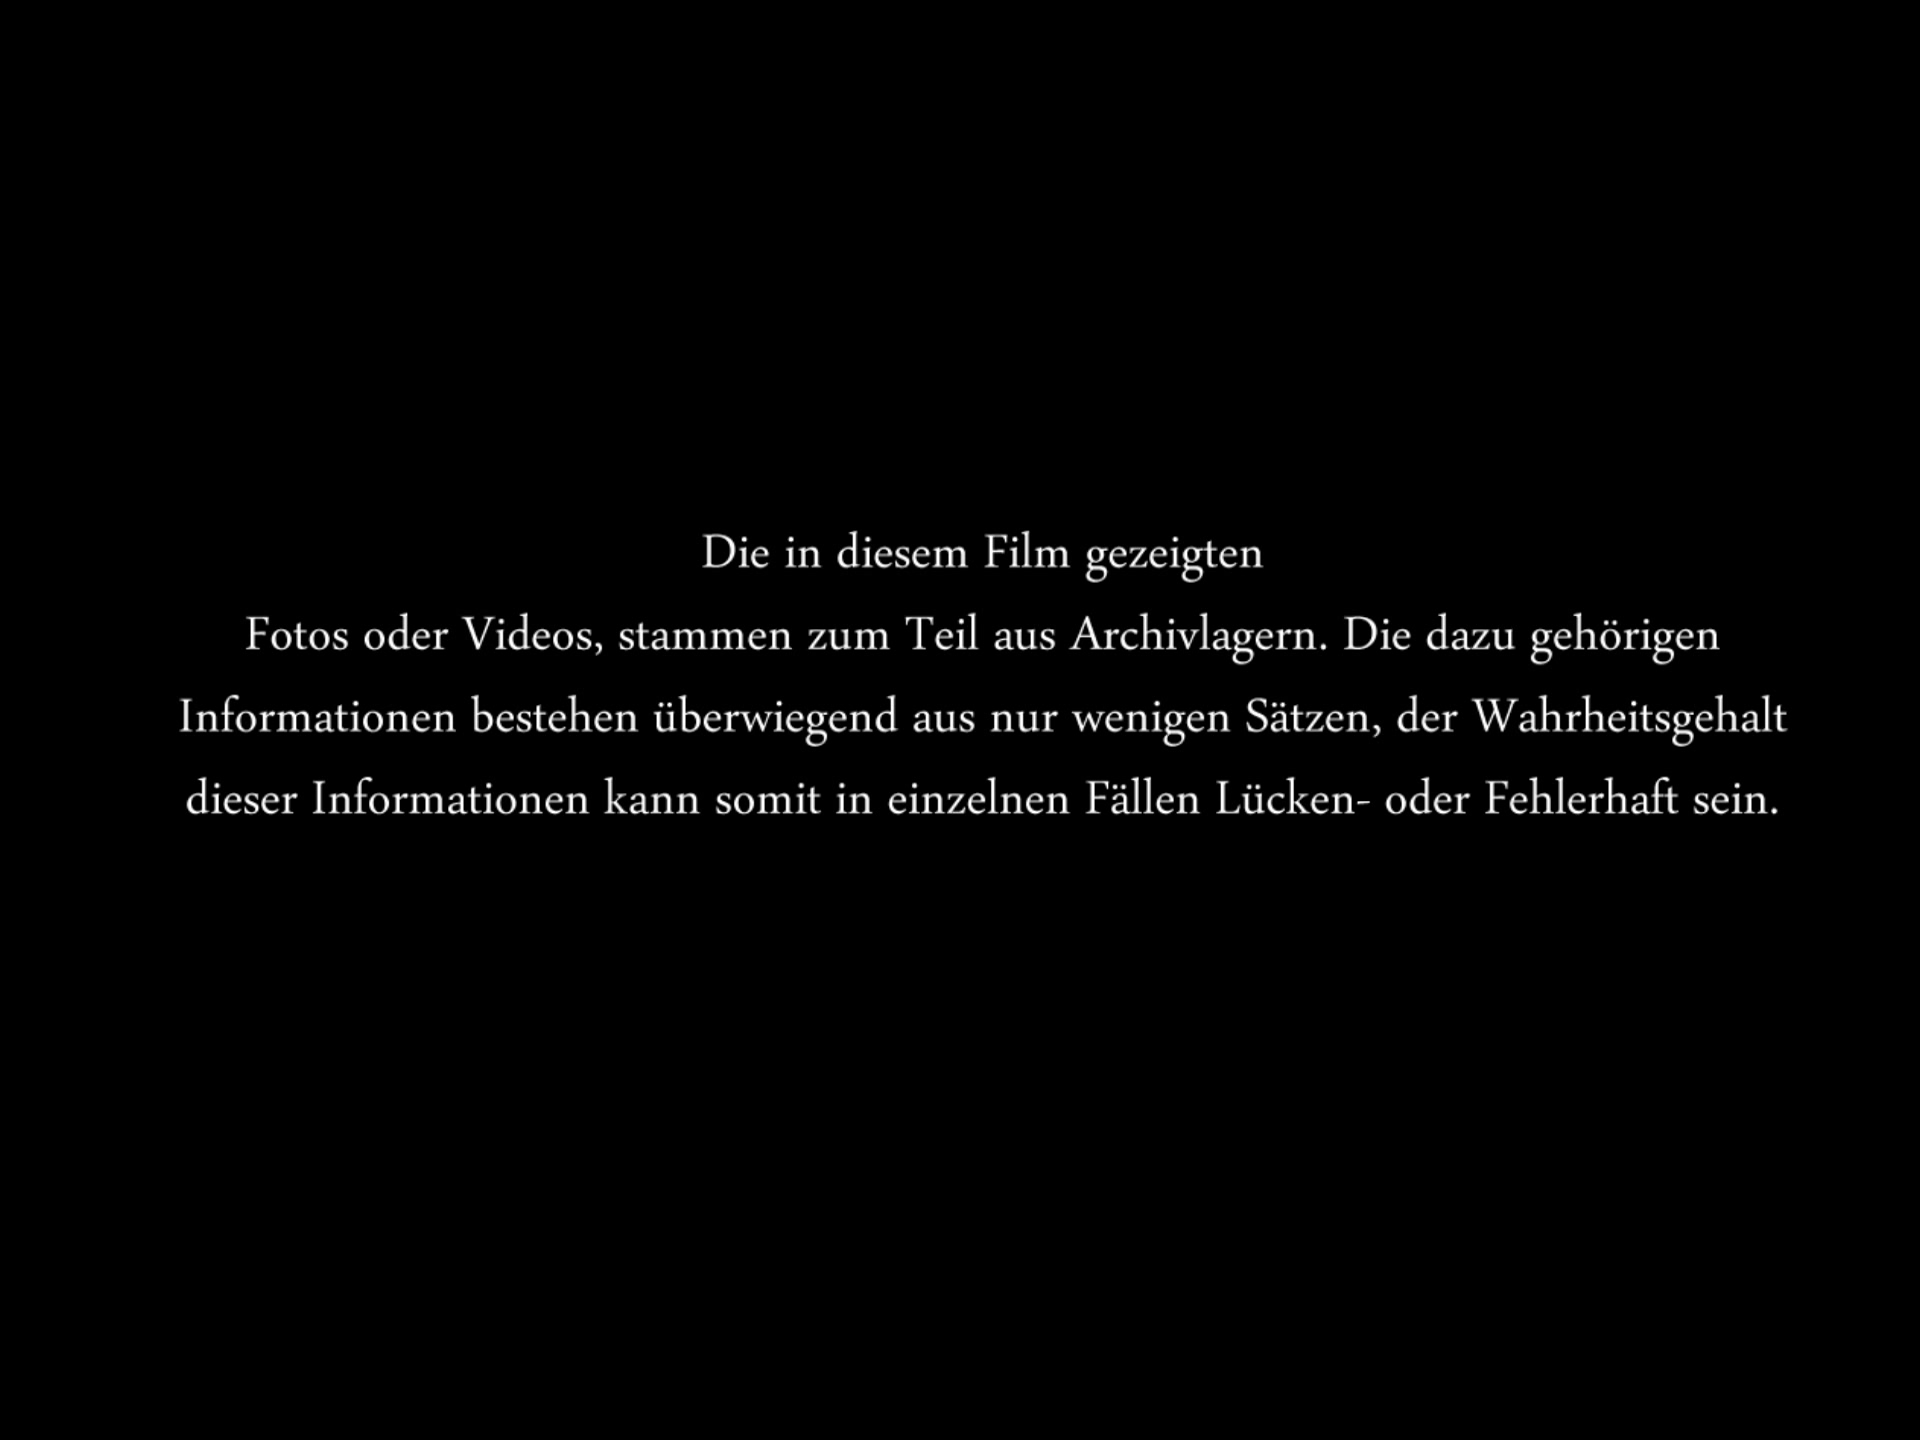 Die in diesem Film gezeigten
Fotos oder Videos, stammen zum Teil aus Archivlagern. Die dazu gehörigen
Informationen bestehen überwiegend aus nur wenigen Sätzen, der Wahrheitsgehalt
dieser Informationen kann somit in einzelnen Fällen Lücken- oder Fehlerhaft sein.